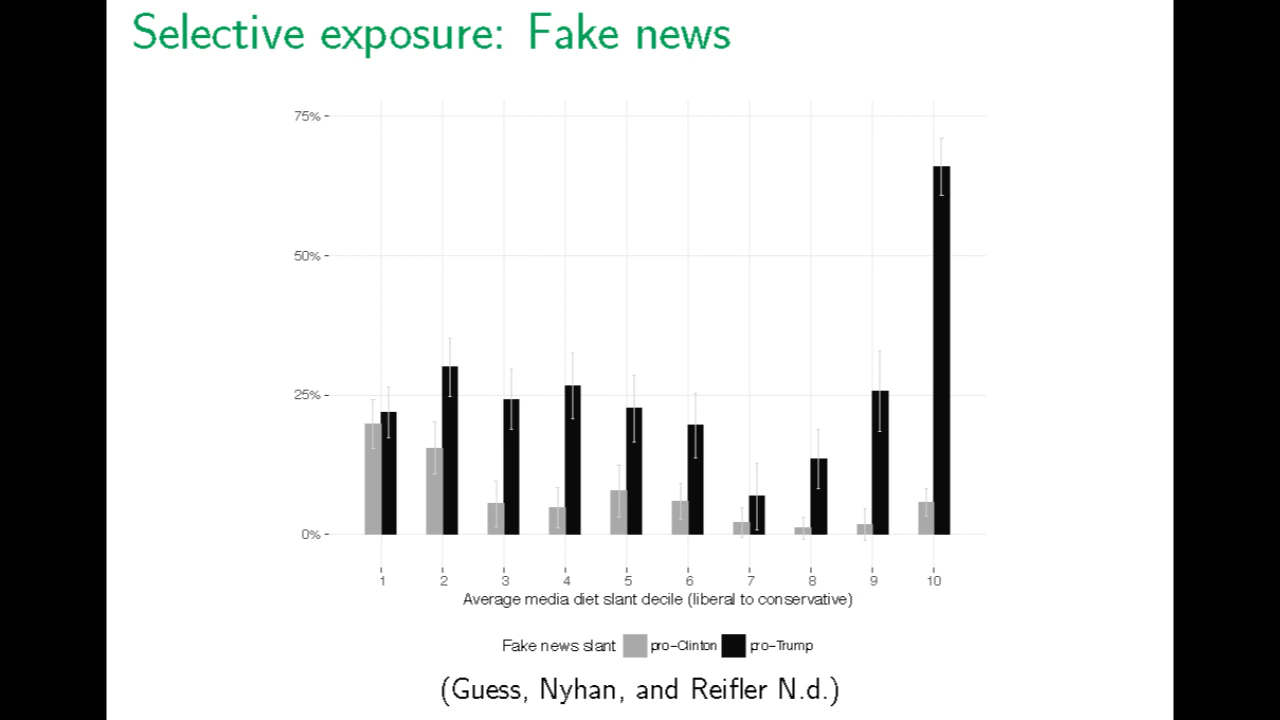 Selective exposure: Fake news
75%
50%
25%
0%
1 2 3 4 5 6 7 8 9 10
Average media diet slant decile (liberal to conservative)
Fake news slant pro-Clinton pro-Trump
(Guess, Nyhan, and Reifler N.d.)